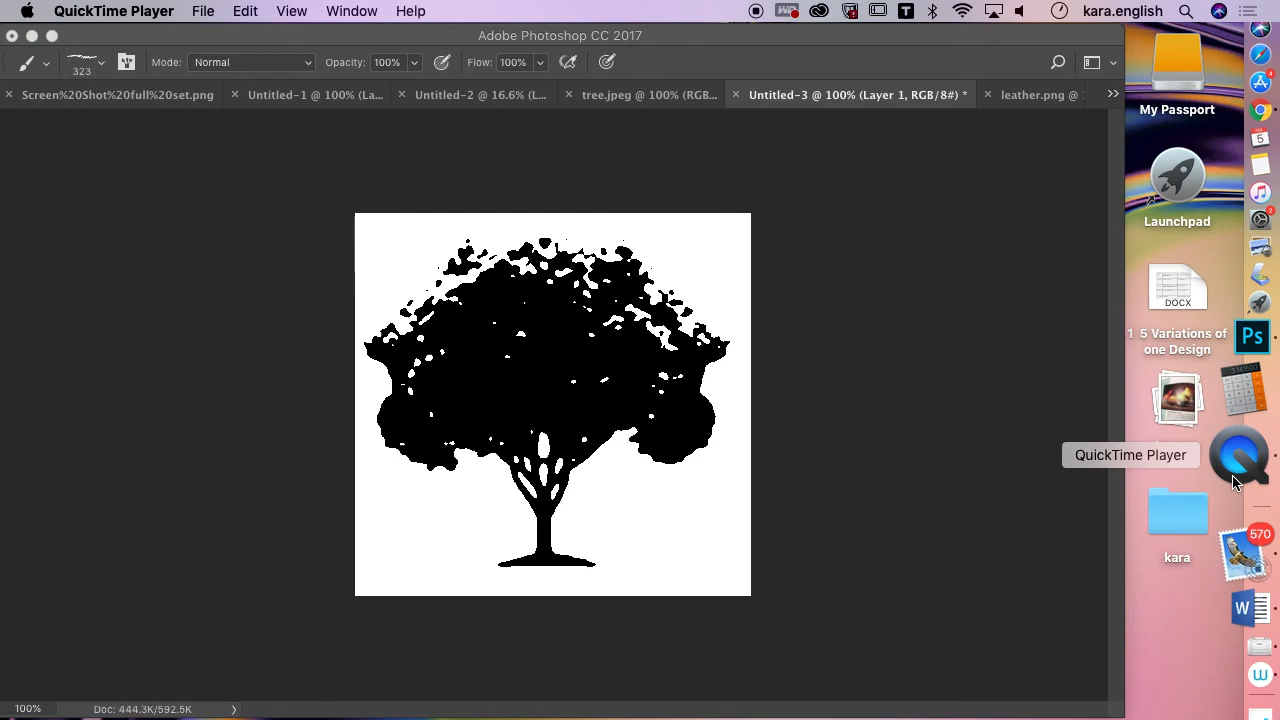 QuickTime Player File Edit View Window Help kara.english
Adobe Photoshop CC 2017
323 Mode: Normal Opacity: 100% Flow: 100%
Screen%20Shot%20full%20set.png Untitled-1 @ 100% (La... Untitled-2 @ 16.6% (L... tree.jpeg @ 100% (RGB... Untitled-3 @ 100% (Layer 1, RGB/8#) * leather.png @
My Passport
4
5
Launchpad
DOCX
1 5 Variations of
one Design
Ps
QuickTime Player
570
kara
W
100% Doc: 444.3K/592.5K